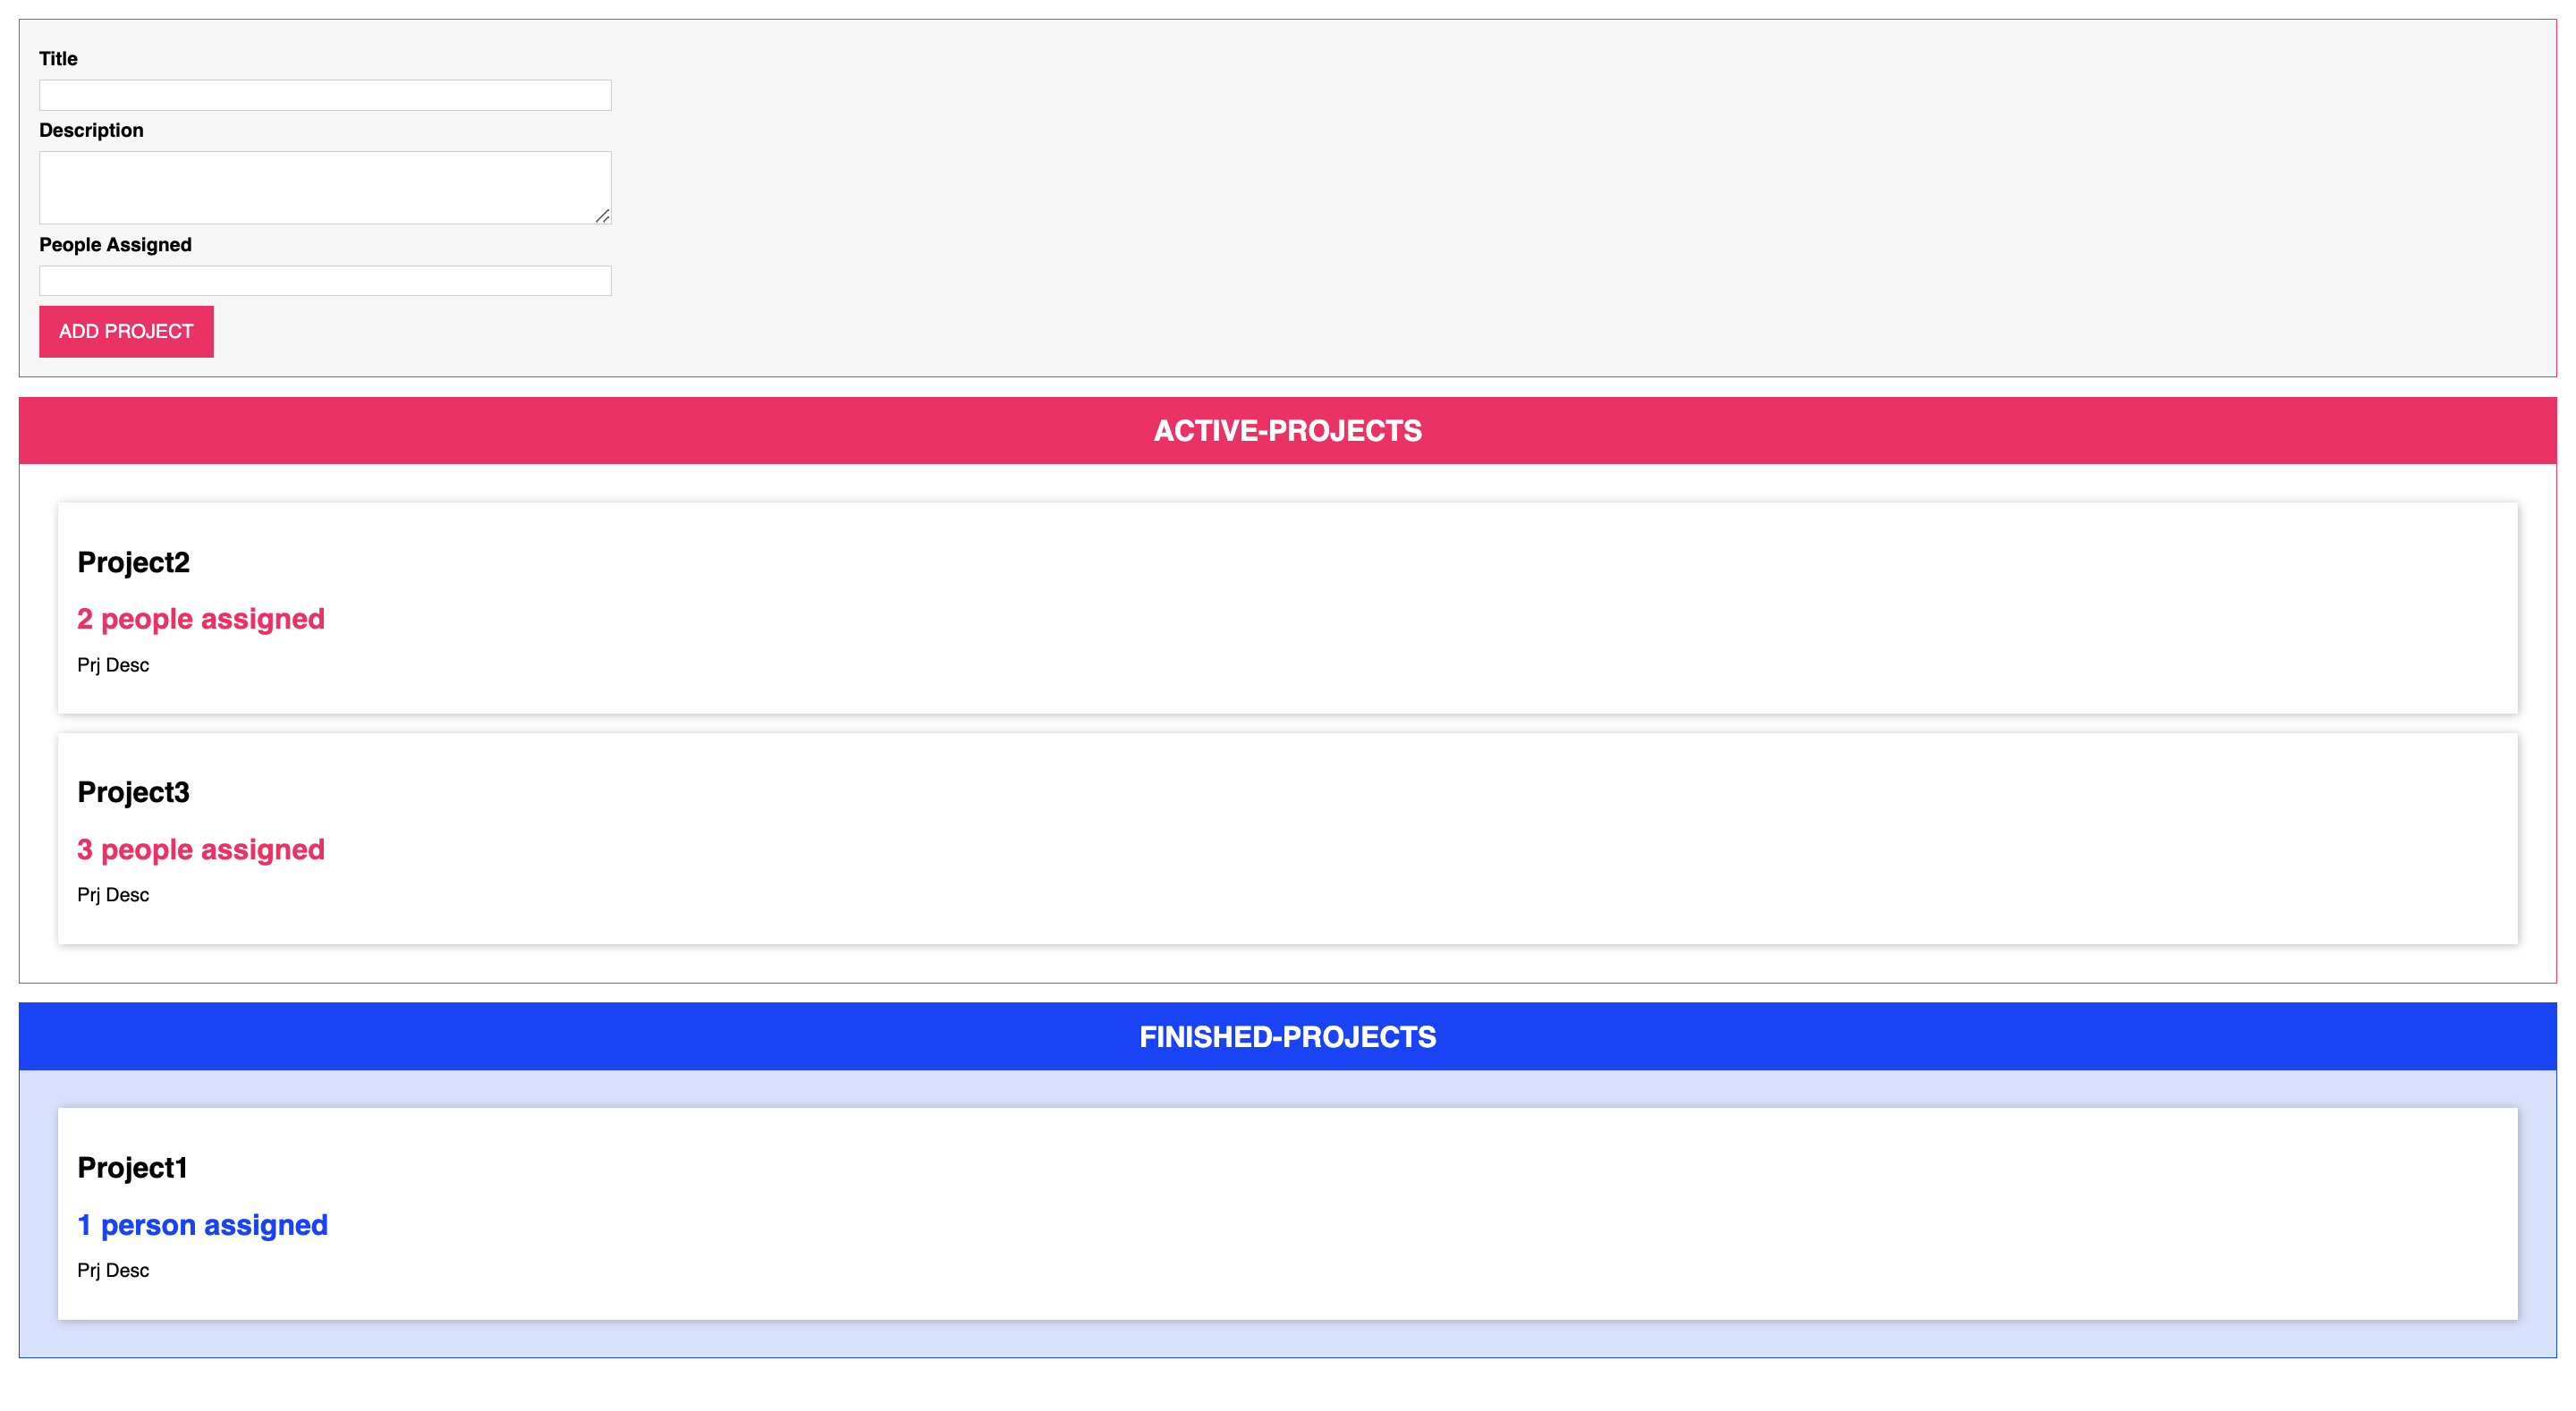 Title
Description
People Assigned
ADD PROJECT
ACTIVE-PROJECTS
Project2
2 people assigned
Prj Desc
Project3
3 people assigned
Prj Desc
FINISHED-PROJECTS
Project1
1 person assigned
Prj Desc